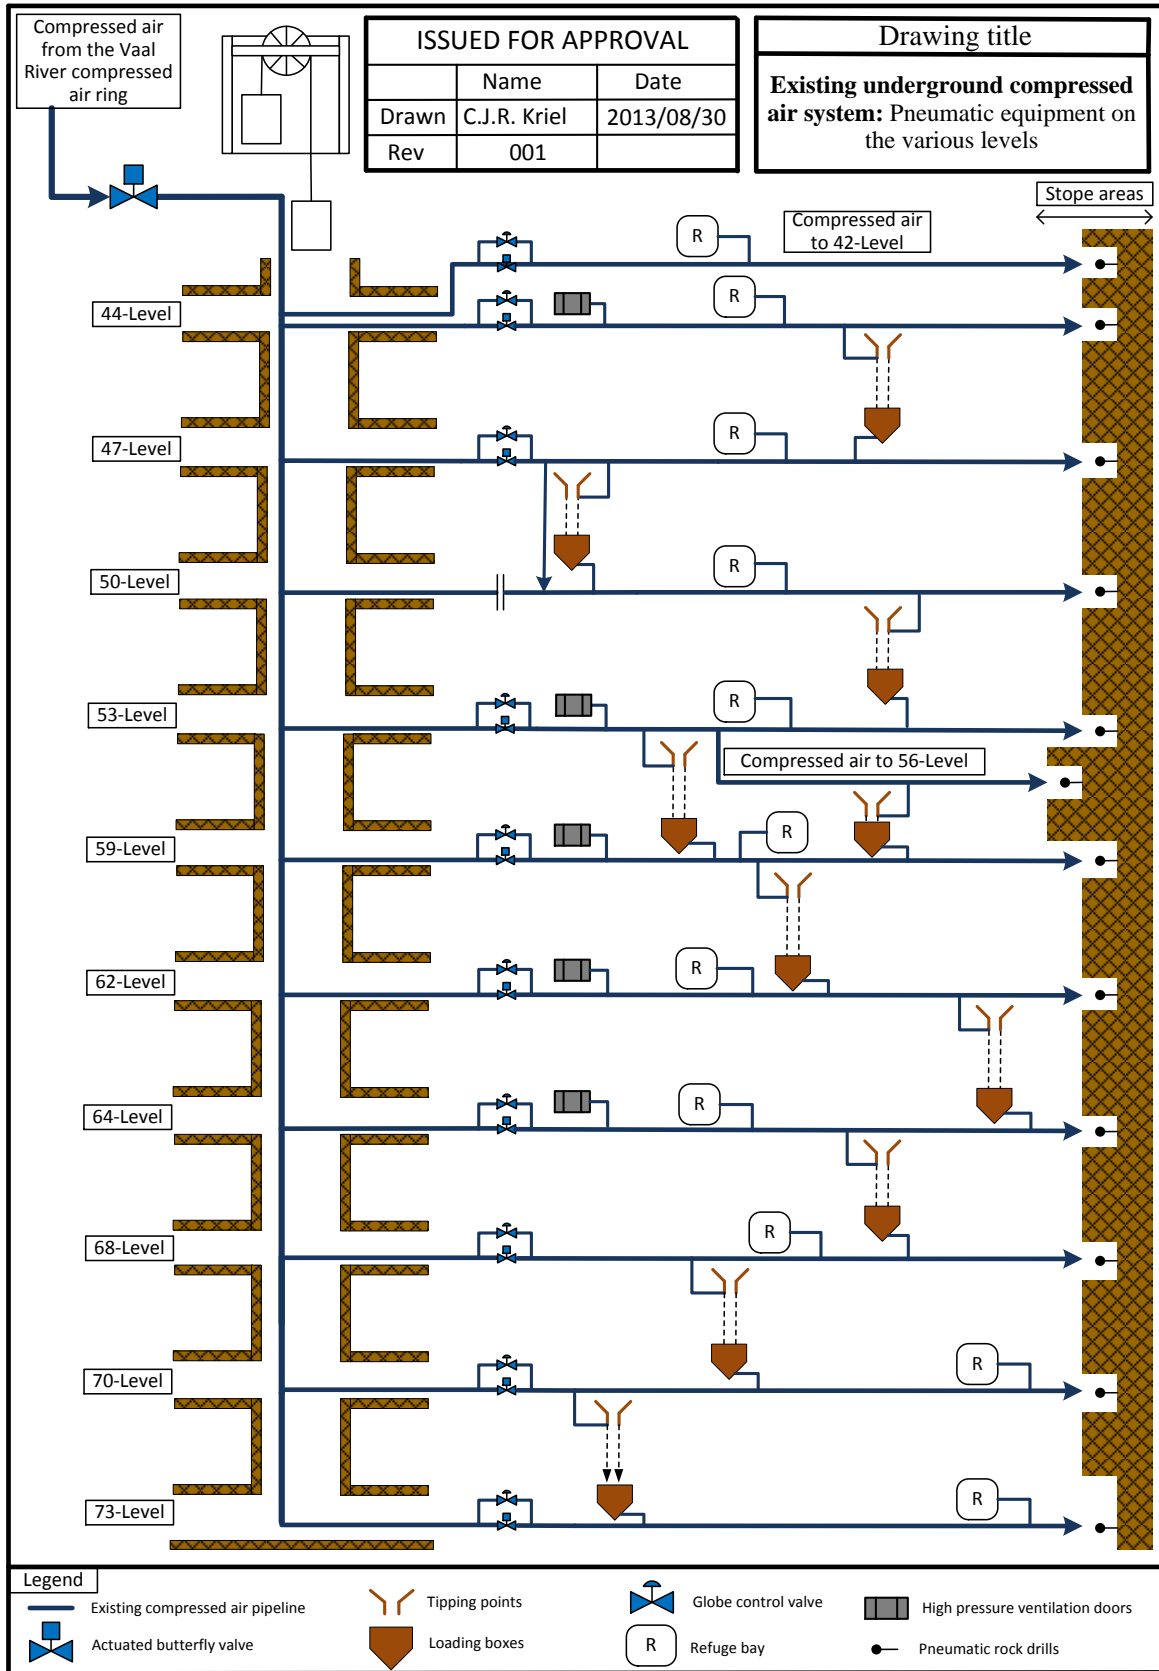 Compressed air
from the Vaal
River compressed
air ring
ISSUED FOR APPROVAL
Name Date
Drawn C.J.R. Kriel 2013/08/30
Rev 001
Drawing title
Existing underground compressed
air system: Pneumatic equipment on
the various levels
Stope areas
Compressed air
to 42-Level
R
44-Level
R
47-Level
R
50-Level
R
53-Level
R
Compressed air to 56-Level
59-Level
R
62-Level
R
64-Level
R
68-Level
R
70-Level
R
73-Level
R
Legend
Existing compressed air pipeline
Tipping points
Globe control valve
High pressure ventilation doors
Actuated butterfly valve
Loading boxes
R
Refuge bay
Pneumatic rock drills